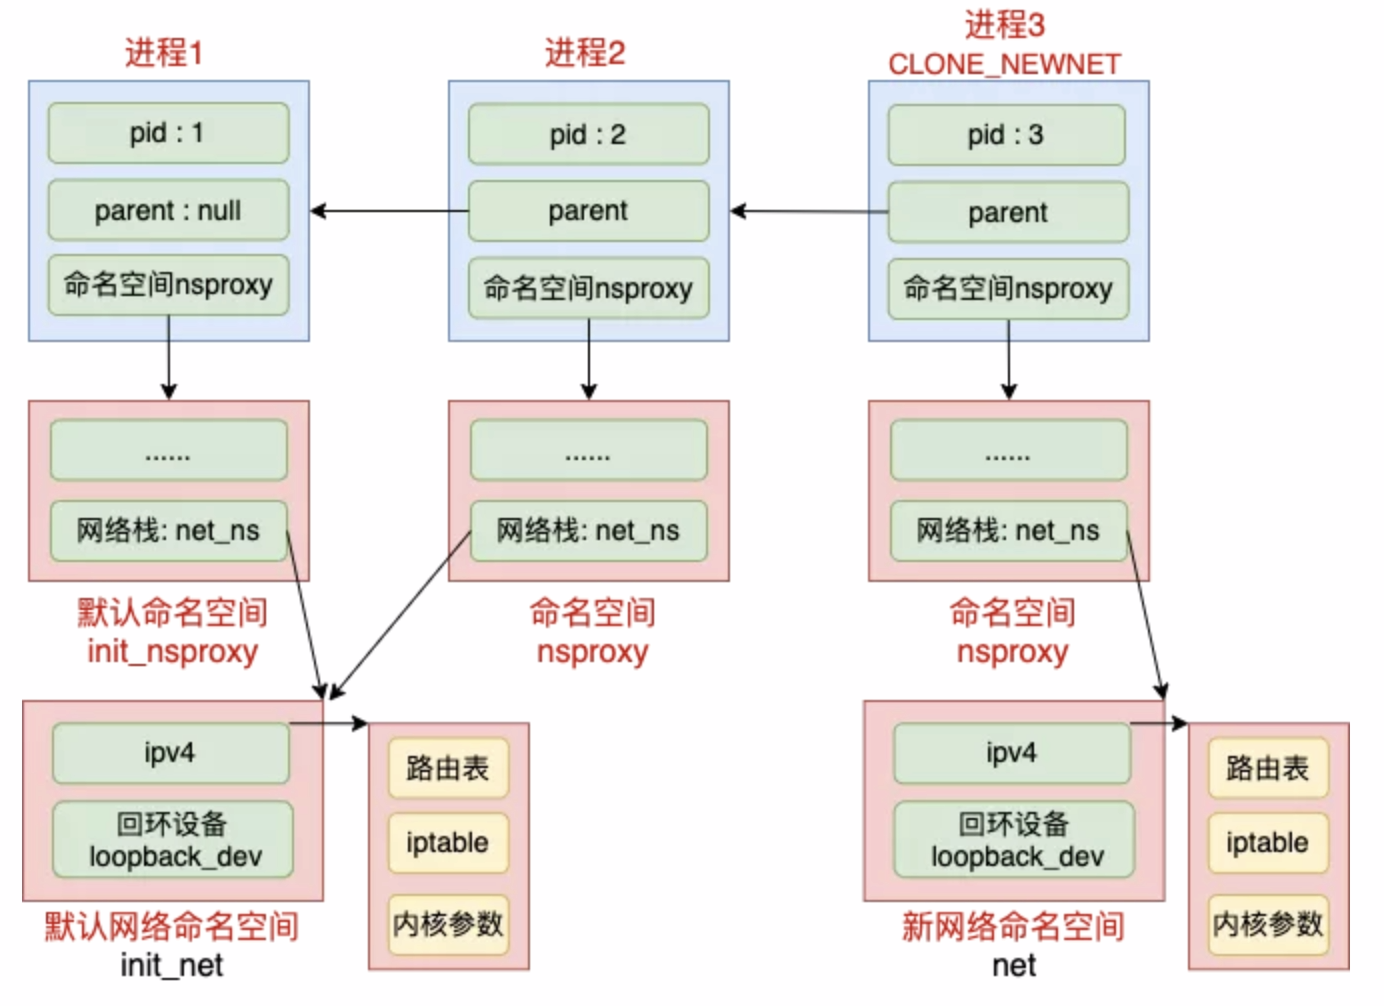 进程1
进程2
进程3
CLONE_NEWNET
pid : 1
pid : 2
pid : 3
parent : null
parent
parent
命名空间nsproxy
命名空间nsproxy
命名空间nsproxy
......
......
......
网络栈: net_ns
网络栈: net_ns
网络栈: net_ns
默认命名空间
init_nsproxy
命名空间
nsproxy
命名空间
nsproxy
ipv4
回环设备
loopback_dev
默认网络命名空间
init_net
路由表
iptable
内核参数
ipv4
回环设备
loopback_dev
新网络命名空间
net
路由表
iptable
内核参数